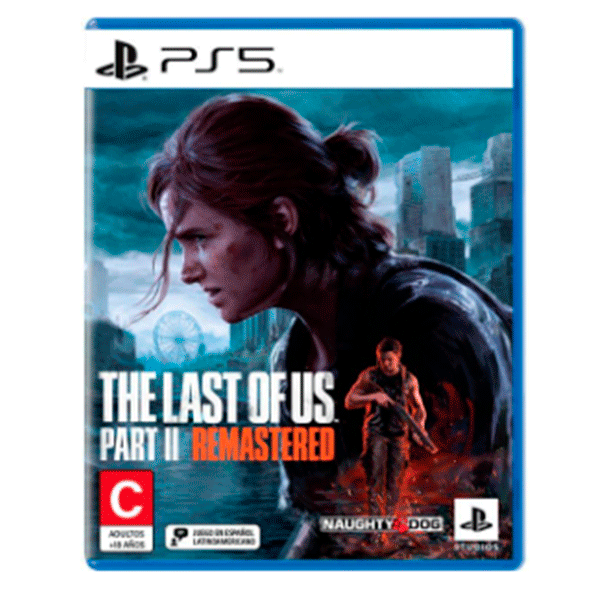 PS5
THE LAST OF US
PART II REMASTERED
C
ADULTOS
+18 AÑOS
JUEGO EN ESPAÑOL
LATINOAMERICANO
NAUGHTY DOG
STUDIOS